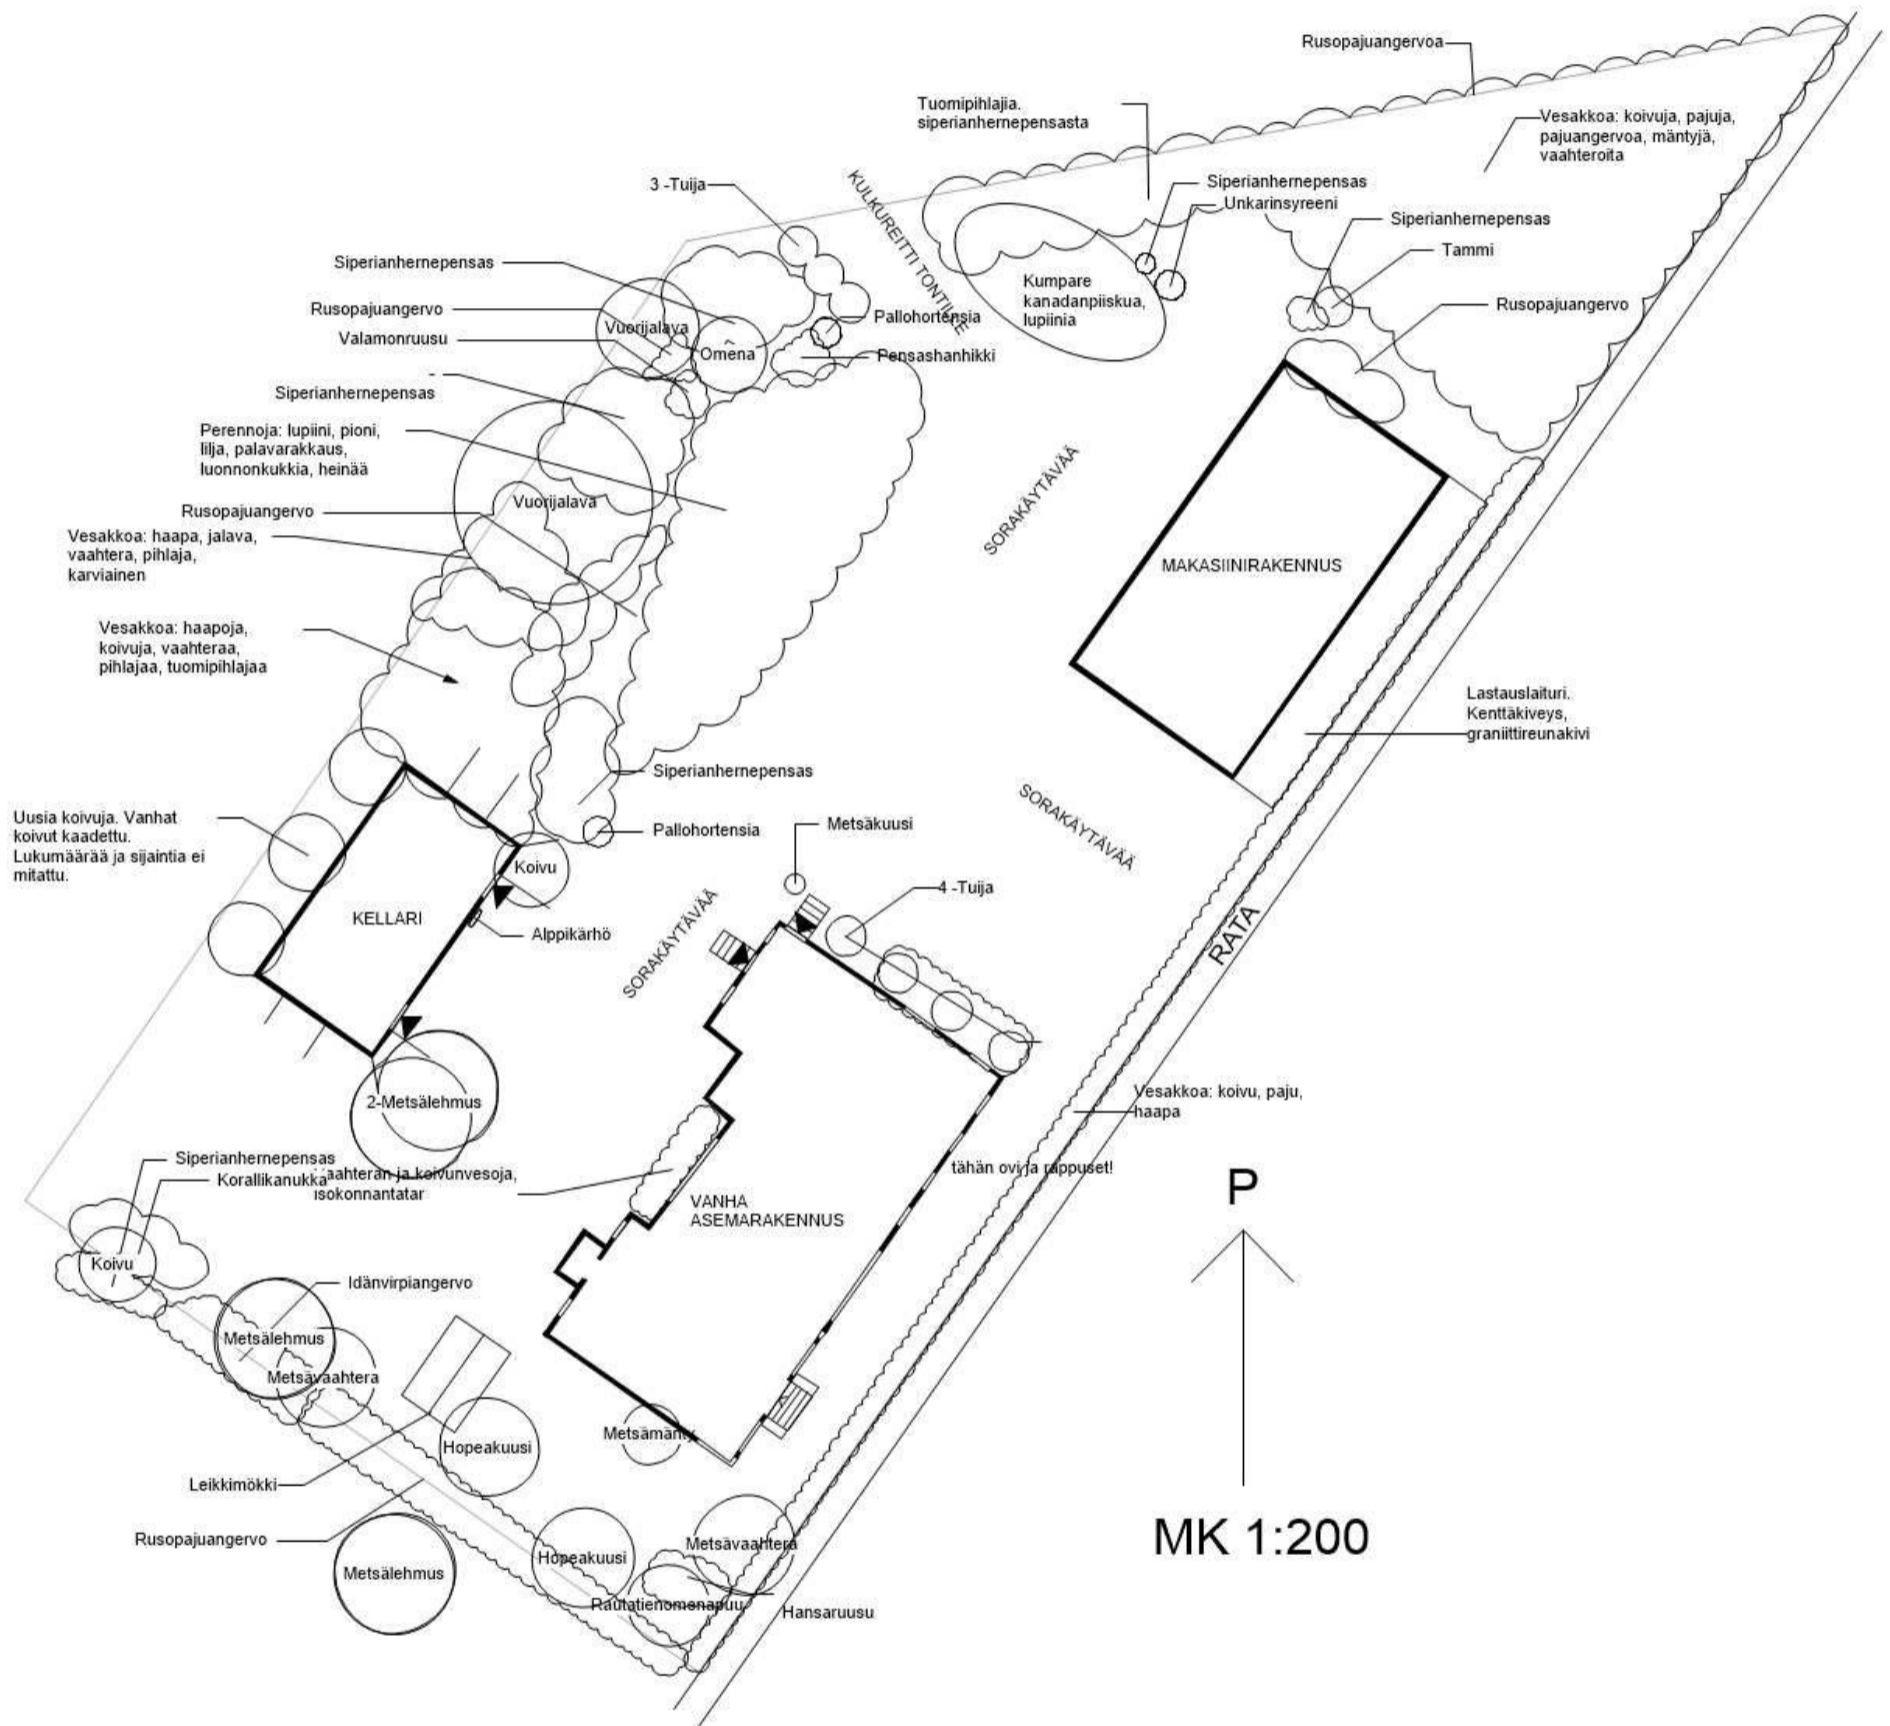 Rusopajuangervoa
Tuomipihlajia.
siperianhernepensasta
Vesakkoa: koivuja, pajuja,
pajuangervoa, mäntyjä,
vaahteroita
3 -Tuija
KULKUREITTI TONTILLE
Siperianhernepensas
Unkarinsyreeni
Siperianhernepensas
Tammi
Siperianhernepensas
Kumpare
kanadanpiiskua,
lupiinia
Rusopajuangervo
Rusopajuangervo
Vuorijalava
Pallohortensia
Valamonruusu
Omena
Pensashanhikki
-
Siperianhernepensas
Perennoja: lupiini, pioni,
lilja, palavarakkaus,
luonnonkukkia, heinää
Vuorijalava
Rusopajuangervo
SORAKÄYTÄVÄÄ
Vesakkoa: haapa, jalava,
vaahtera, pihlaja,
karviainen
MAKASIINIRAKENNUS
Vesakkoa: haapoja,
koivuja, vaahteraa,
pihlajaa, tuomipihlajaa
Lastauslaituri.
Kenttäkiveys,
graniittireunakivi
Siperianhernepensas
Uusia koivuja. Vanhat
koivut kaadettu.
Lukumäärää ja sijaintia ei
mitattu.
Pallohortensia
Metsäkuusi
SORAKÄYTÄVÄÄ
Koivu
4 -Tuija
KELLARI
Alppikärhö
SORAKÄYTÄVÄÄ
RATA
2-Metsälehmus
Vesakkoa: koivu, paju,
haapa
Siperianhernepensas
Korallikanukka
aahteran ja koivunvesoja,
isokonnantatar
tähän ovi ja rappuset!
P
VANHA
ASEMARAKENNUS
Koivu
Idänvirpiangervo
Metsälehmus
Metsävaahtera
Metsämänty
Hopeakuusi
Leikkimökki
Rusopajuangervo
MK 1:200
Metsävaahtera
Hopeakuusi
Metsälehmus
Rautatienomenapuu
Hansaruusu